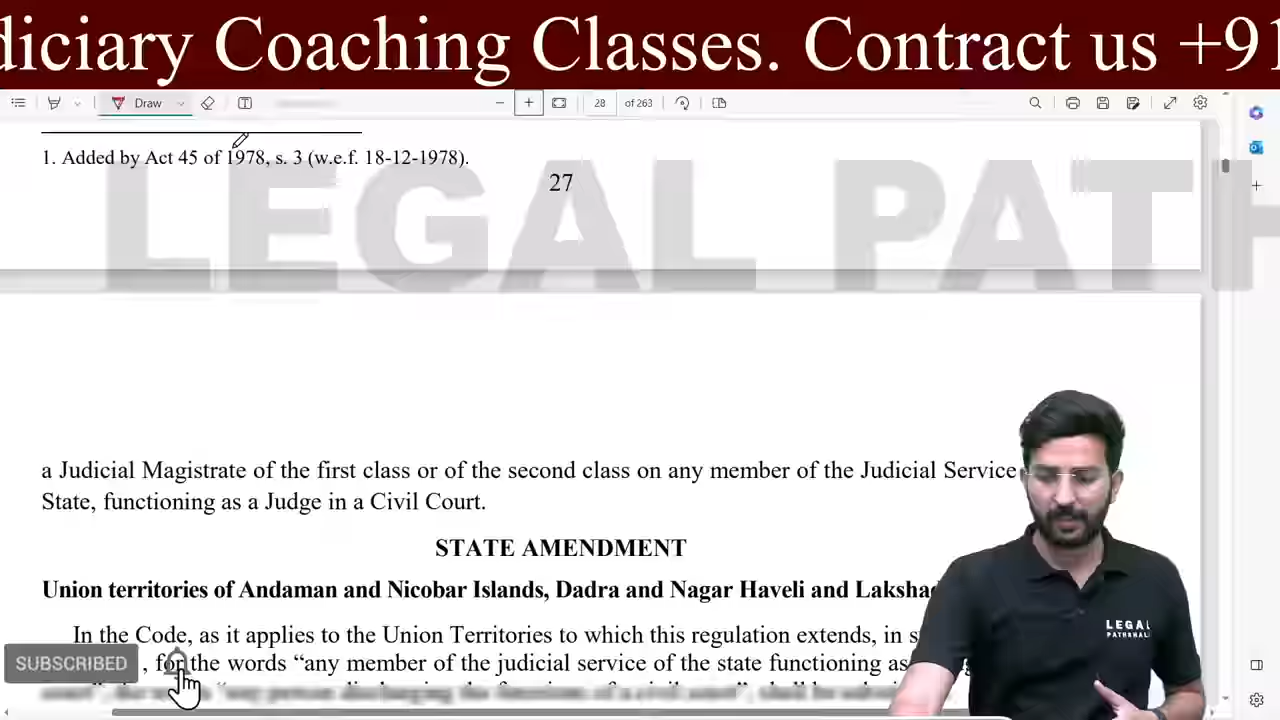 diciary Coaching Classes. Contract us +91
Draw
28 of 263
1. Added by Act 45 of 1978, s. 3 (w.e.f. 18-12-1978).
27
LEGAL PATH
a Judicial Magistrate of the first class or of the second class on any member of the Judicial Service
State, functioning as a Judge in a Civil Court.
STATE AMENDMENT
Union territories of Andaman and Nicobar Islands, Dadra and Nagar Haveli and Lakshad
In the Code, as it applies to the Union Territories to which this regulation extends, in s
, for the words “any member of the judicial service of the state functioning as
SUBSCRIBED
LEGAL
PATHSHALA